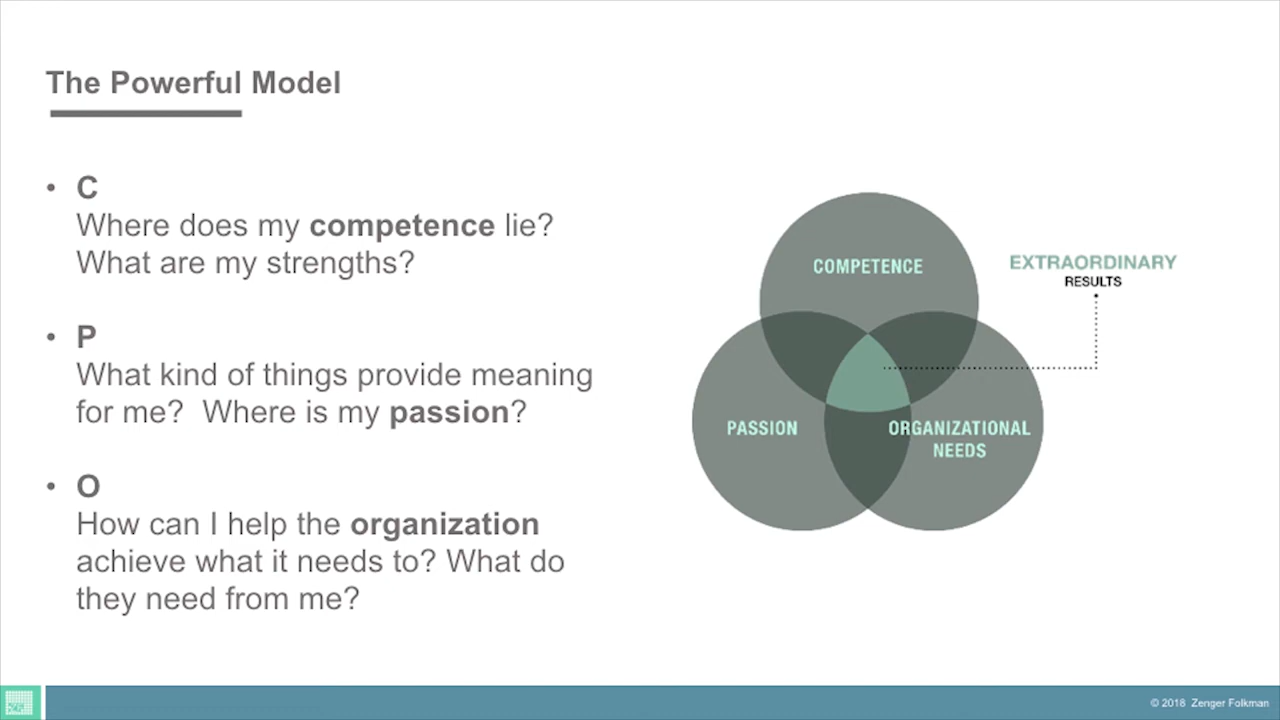 The Powerful Model
• C
Where does my competence lie?
What are my strengths?
• P
What kind of things provide meaning
for me?  Where is my passion?
• O
How can I help the organization
achieve what it needs to? What do
they need from me?
COMPETENCE
EXTRAORDINARY
RESULTS
PASSION
ORGANIZATIONAL
NEEDS
© 2018  Zenger Folkman